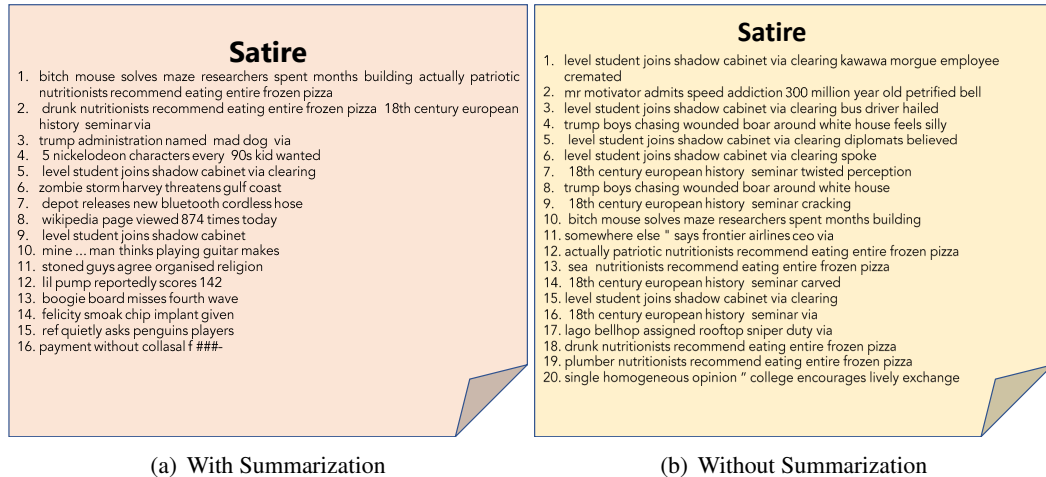 Satire
1. bitch mouse solves maze researchers spent months building actually patriotic
nutritionists recommend eating entire frozen pizza
2. drunk nutritionists recommend eating entire frozen pizza 18th century european
history seminar via
3. trump administration named mad dog via
4. 5 nickelodeon characters every 90s kid wanted
5. level student joins shadow cabinet via clearing
6. zombie storm harvey threatens gulf coast
7. depot releases new bluetooth cordless hose
8. wikipedia page viewed 874 times today
9. level student joins shadow cabinet
10. mine ... man thinks playing guitar makes
11. stoned guys agree organised religion
12. lil pump reportedly scores 142
13. boogie board misses fourth wave
14. felicity smoak chip implant given
15. ref quietly asks penguins players
16. payment without collasal f ###-
(a) With Summarization
Satire
1. level student joins shadow cabinet via clearing kawawa morgue employee
cremated
2. mr motivator admits speed addiction 300 million year old petrified bell
3. level student joins shadow cabinet via clearing bus driver hailed
4. trump boys chasing wounded boar around white house feels silly
5. level student joins shadow cabinet via clearing diplomats believed
6. level student joins shadow cabinet via clearing spoke
7. 18th century european history seminar twisted perception
8. trump boys chasing wounded boar around white house
9. 18th century european history seminar cracking
10. bitch mouse solves maze researchers spent months building
11. somewhere else " says frontier airlines ceo via
12. actually patriotic nutritionists recommend eating entire frozen pizza
13. sea nutritionists recommend eating entire frozen pizza
14. 18th century european history seminar carved
15. level student joins shadow cabinet via clearing
16. 18th century european history seminar via
17. lago bellhop assigned rooftop sniper duty via
18. drunk nutritionists recommend eating entire frozen pizza
19. plumber nutritionists recommend eating entire frozen pizza
20. single homogeneous opinion " college encourages lively exchange
(b) Without Summarization